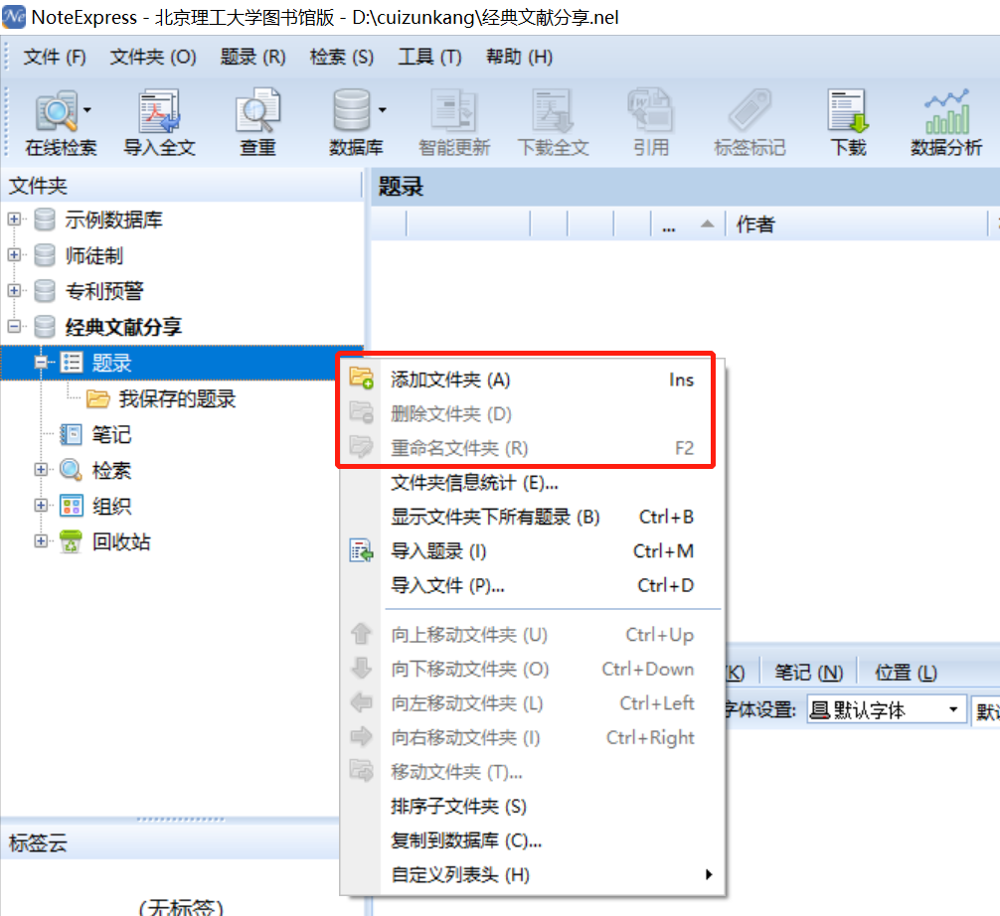 NoteExpress - 北京理工大学图书馆版 - D:\cuizunkang\经典文献分享.nel
文件 (F) 文件夹 (O) 题录 (R) 检索 (S) 工具 (T) 帮助 (H)
在线检索 导入全文 查重 数据库 智能更新 下载全文 引用 标签标记 下载 数据分析
文件夹
题录
... 作者
示例数据库
师徒制
专利预警
经典文献分享
题录
我保存的题录
笔记
检索
组织
回收站
添加文件夹 (A) Ins
删除文件夹 (D)
重命名文件夹 (R) F2
文件夹信息统计 (E)...
显示文件夹下所有题录 (B) Ctrl+B
导入题录 (I) Ctrl+M
导入文件 (P)... Ctrl+D
向上移动文件夹 (U) Ctrl+Up
向下移动文件夹 (O) Ctrl+Down
向左移动文件夹 (L) Ctrl+Left
向右移动文件夹 (I) Ctrl+Right
移动文件夹 (T)...
排序子文件夹 (S)
复制到数据库 (C)...
自定义列表头 (H)
(K) 笔记 (N) 位置 (L)
字体设置: 默认字体 默认
标签云
(无标签)